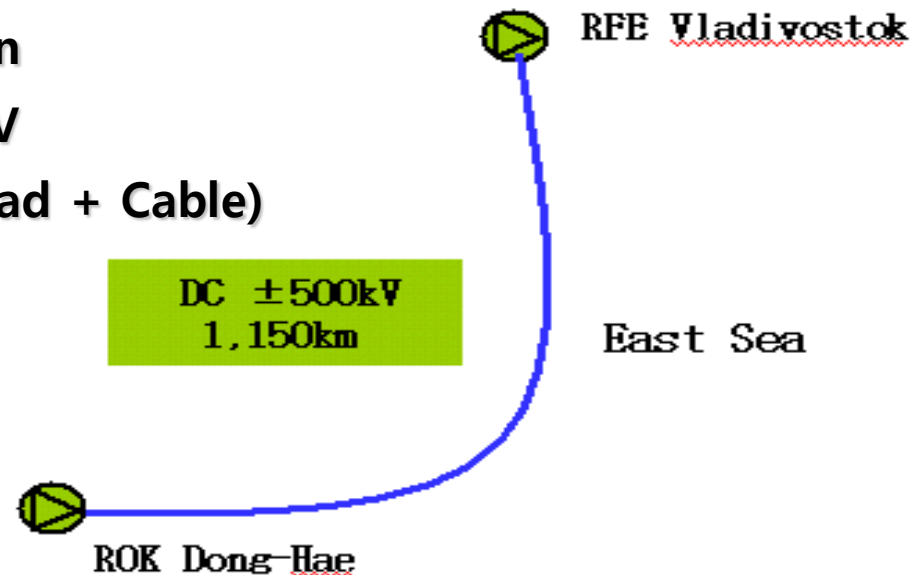 n
RFE Vladivostok
V
ad + Cable)
DC ±500kV
1,150km
East Sea
ROK Dong-Hae